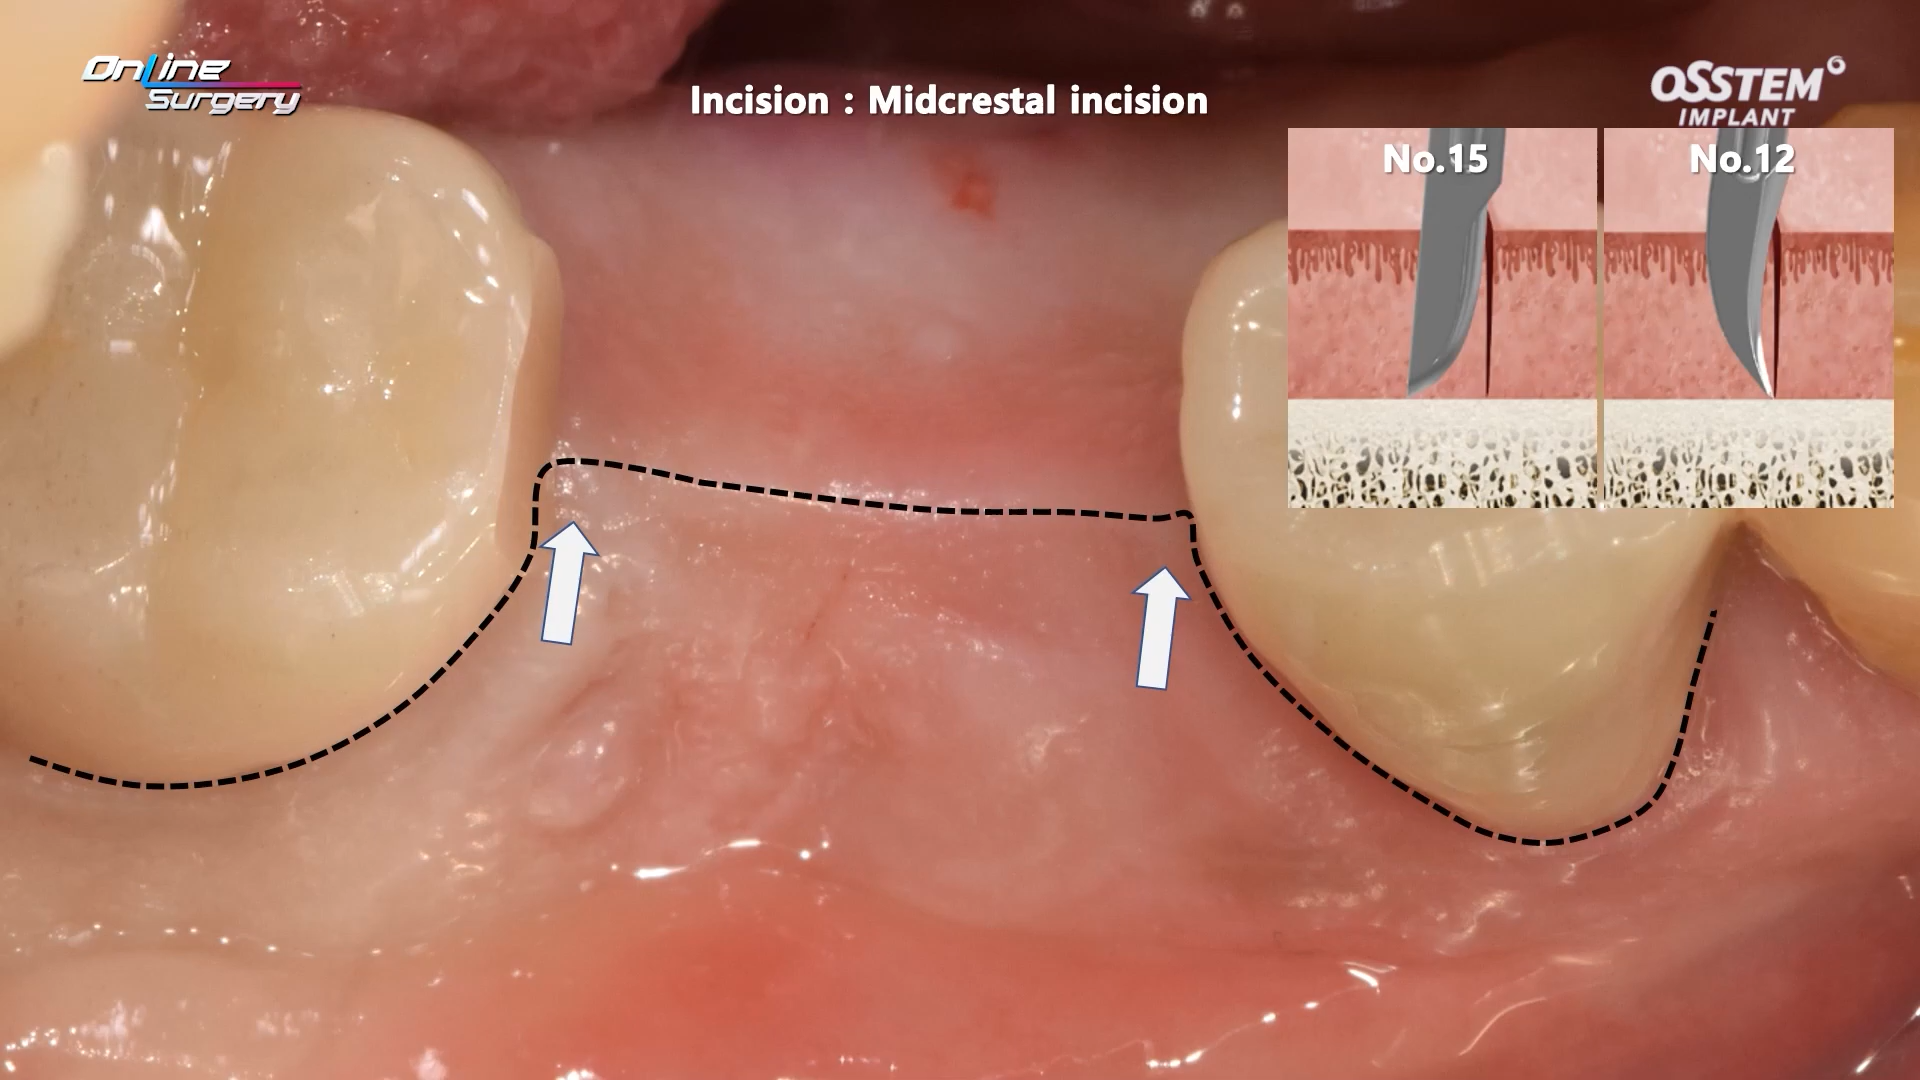 OnLine
Surgery
Incision : Midcrestal incision
OSSTEM
IMPLANT
No.15
No.12